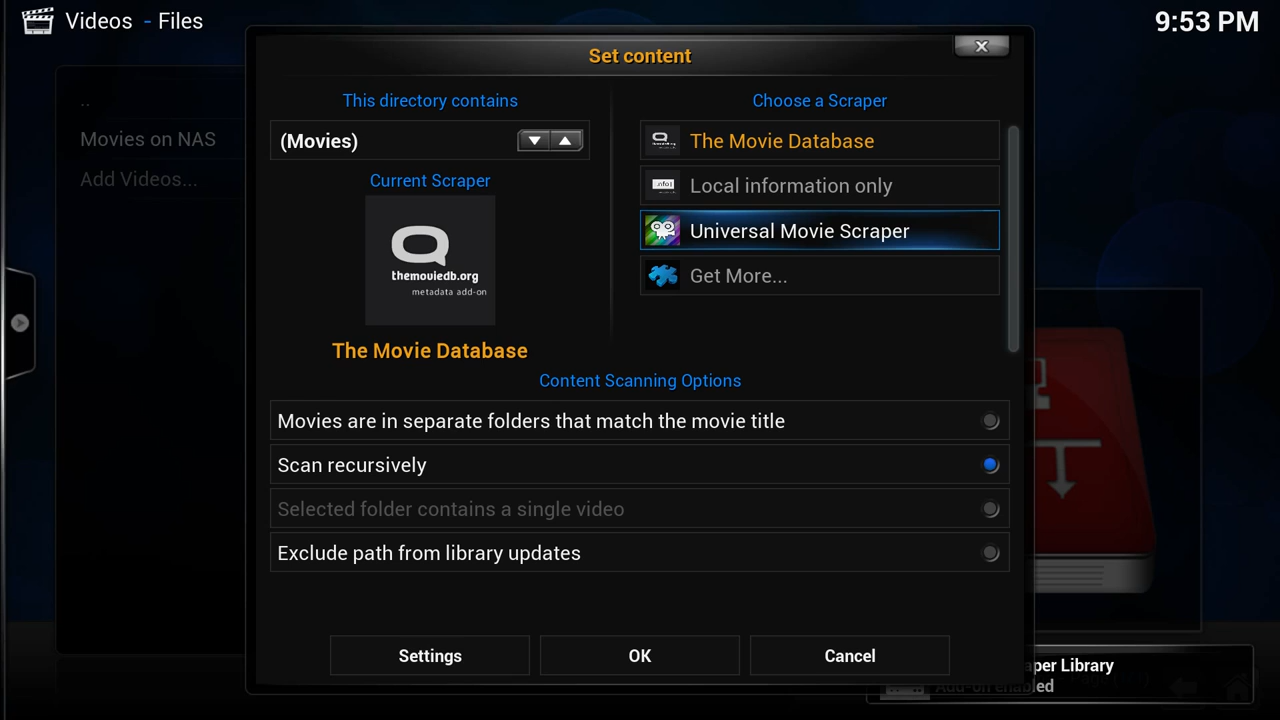 Videos - Files
9:53 PM
..
Movies on NAS
Add Videos...
Set content
This directory contains
(Movies)
Current Scraper
themoviedb.org
metadata add-on
The Movie Database
Choose a Scraper
The Movie Database
Local information only
Universal Movie Scraper
Get More...
Content Scanning Options
Movies are in separate folders that match the movie title
Scan recursively
Selected folder contains a single video
Exclude path from library updates
Settings
OK
Cancel
aper Library
Add-on enabled